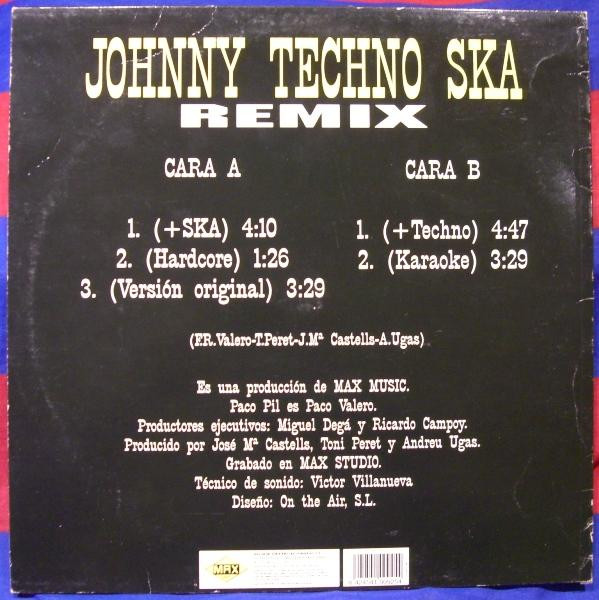 JOHNNY TECHNO SKA
REMIX
CARA A
1. (+SKA) 4:10
2. (Hardcore) 1:26
3. (Versión original) 3:29
CARA B
1. (+Techno) 4:47
2. (Karaoke) 3:29
(F.R.Valero-T.Peret-J.Mª Castells-A.Ugas)
Es una producción de MAX MUSIC.
Paco Pil es Paco Valero.
Productores ejecutivos: Miguel Degá y Ricardo Campoy.
Producido por José Mª Castells, Toni Peret y Andreu Ugas.
Grabado en MAX STUDIO.
Técnico de sonido: Victor Villanueva
Diseño: On the Air, S.L.
MAX